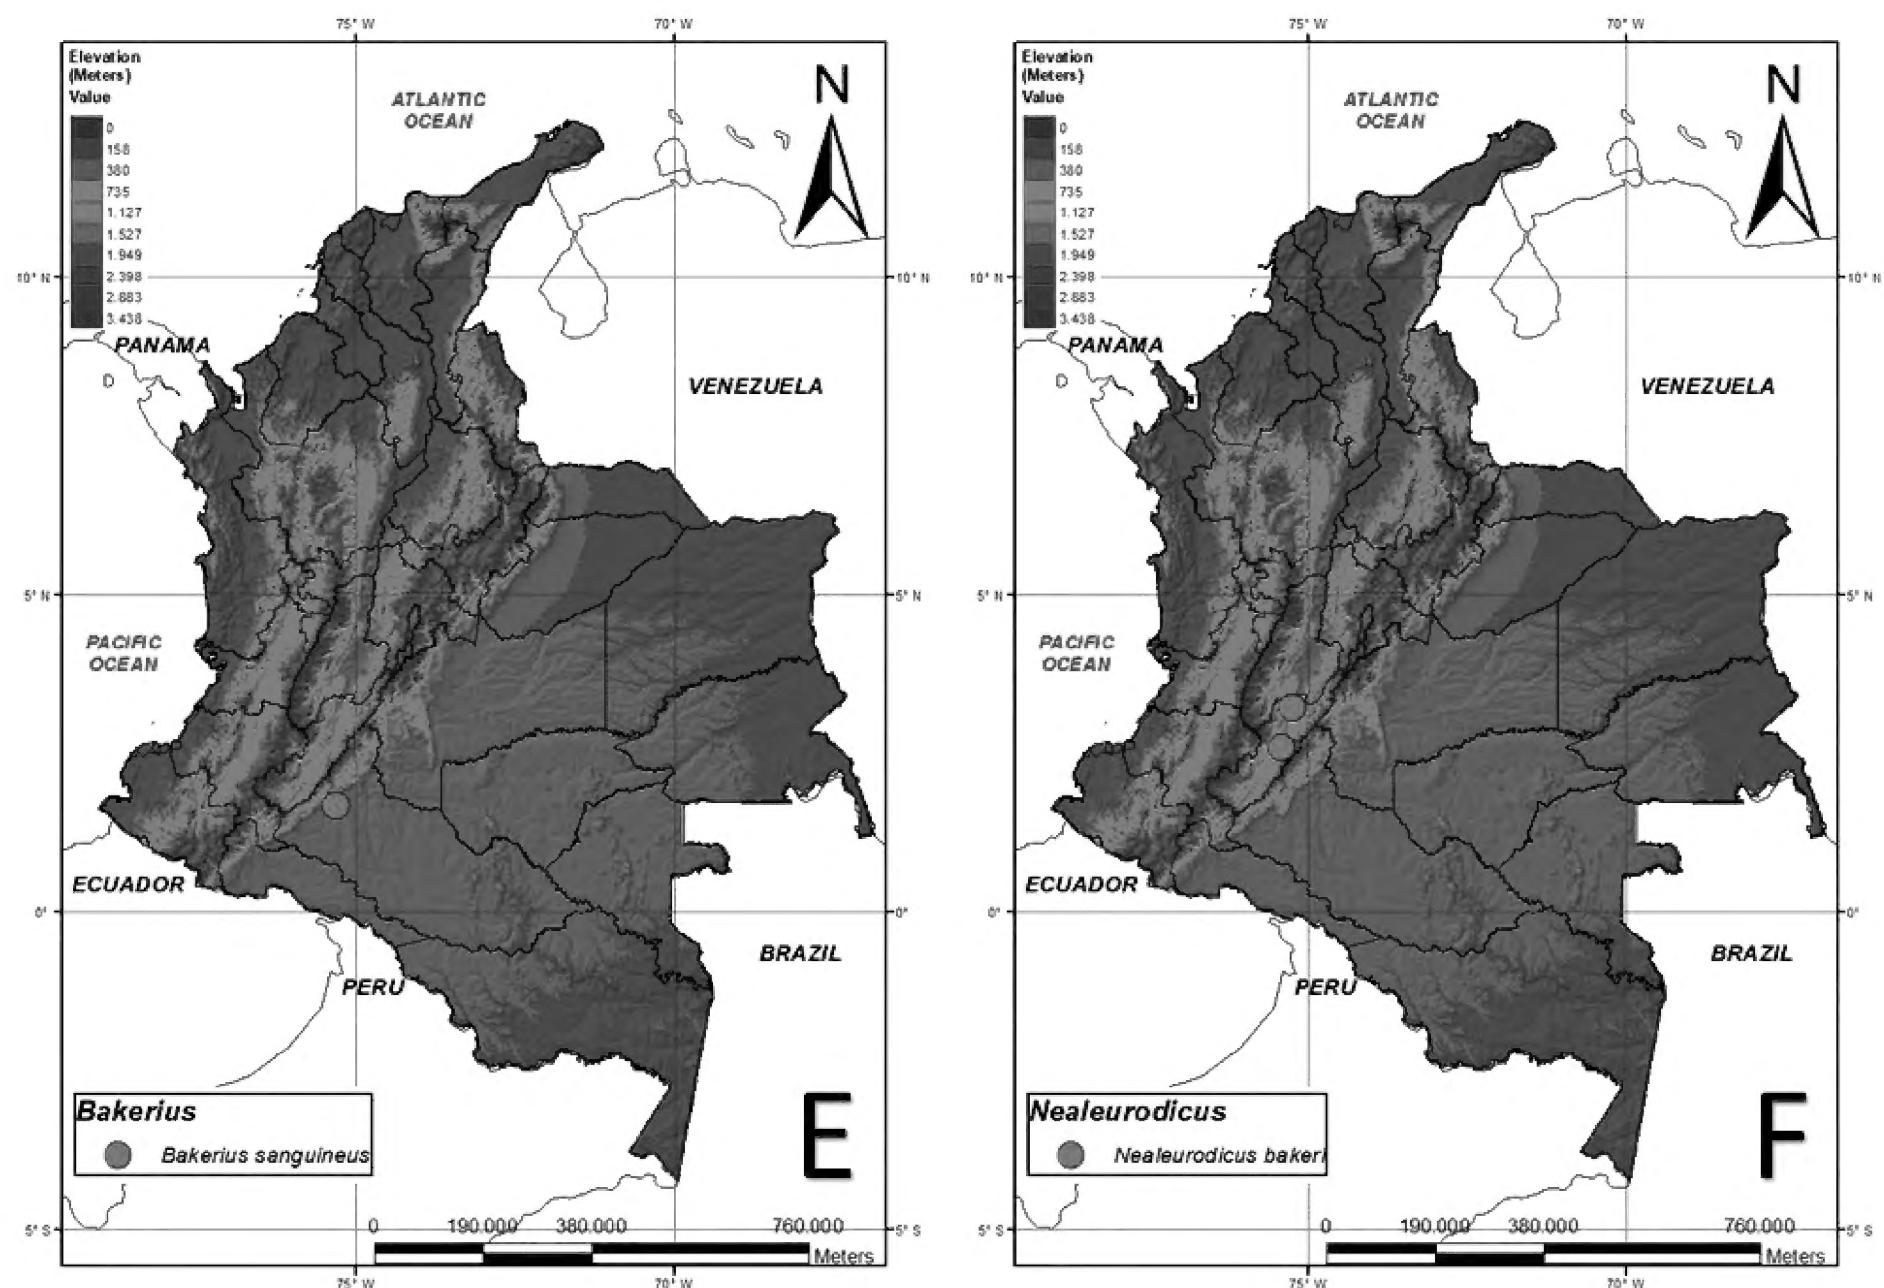 75° W
70° W
Elevation
(Meters)
Value
0
158
380
735
1.127
1.527
1.949
2.398
2.883
3.438
ATLANTIC
OCEAN
N
10° N
10° N
PANAMA
VENEZUELA
5° N
5° N
PACIFIC
OCEAN
ECUADOR
0°
0°
BRAZIL
PERU
Bakerius
Bakerius sanguineus
E
5° S
5° S
0
190.000
380.000
760.000
Meters
75° W
70° W
75° W
70° W
Elevation
(Meters)
Value
0
158
380
735
1.127
1.527
1.949
2.398
2.883
3.438
ATLANTIC
OCEAN
N
10° N
10° N
PANAMA
VENEZUELA
5° N
5° N
PACIFIC
OCEAN
ECUADOR
0°
0°
BRAZIL
PERU
Nealeurodicus
Nealeurodicus bakeri
F
5° S
5° S
0
190.000
380.000
760.000
Meters
75° W
70° W